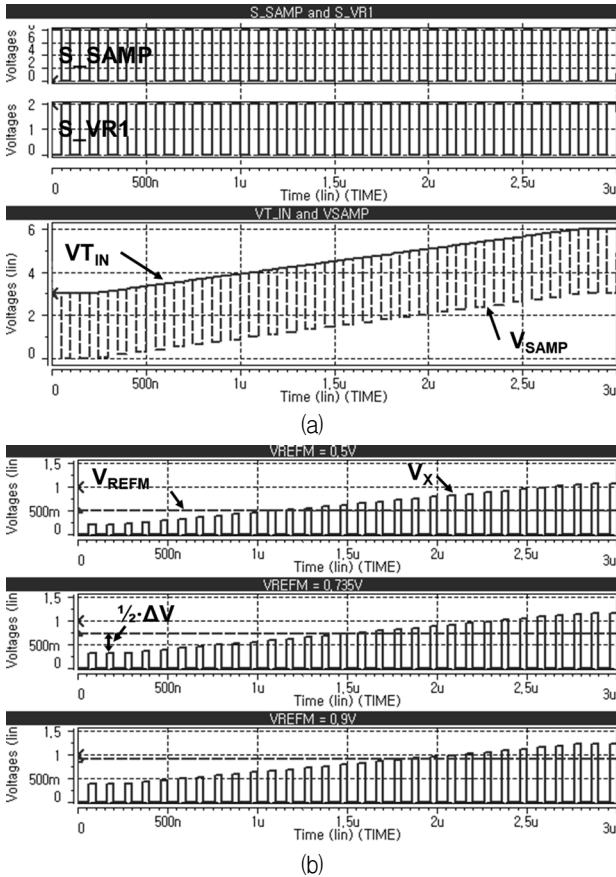 S_SAMP and S_VR1
Voltages
6
4
2
0
S_SAMP
Voltages
2
1
0
S_VR1
0 500n 1u 1,5u 2u 2,5u 3u
Time (lin) (TIME)
VT_IN and VSAMP
Voltages (lin)
6
4
2
0
VT_IN
V_SAMP
0 500n 1u 1,5u 2u 2,5u 3u
Time (lin) (TIME)
(a)
VREFM = 0,5V
Voltages (lin
1,5
1
500m
0
V_REFM
V_X
0 500n 1u 1,5u 2u 2,5u 3u
Time (lin) (TIME)
VREFM = 0,735V
Voltages (lin
1,5
1
500m
0
½·ΔV
0 500n 1u 1,5u 2u 2,5u 3u
Time (lin) (TIME)
VREFM = 0,9V
Voltages (lin
1,5
1
500m
0
0 500n 1u 1,5u 2u 2,5u 3u
Time (lin) (TIME)
(b)